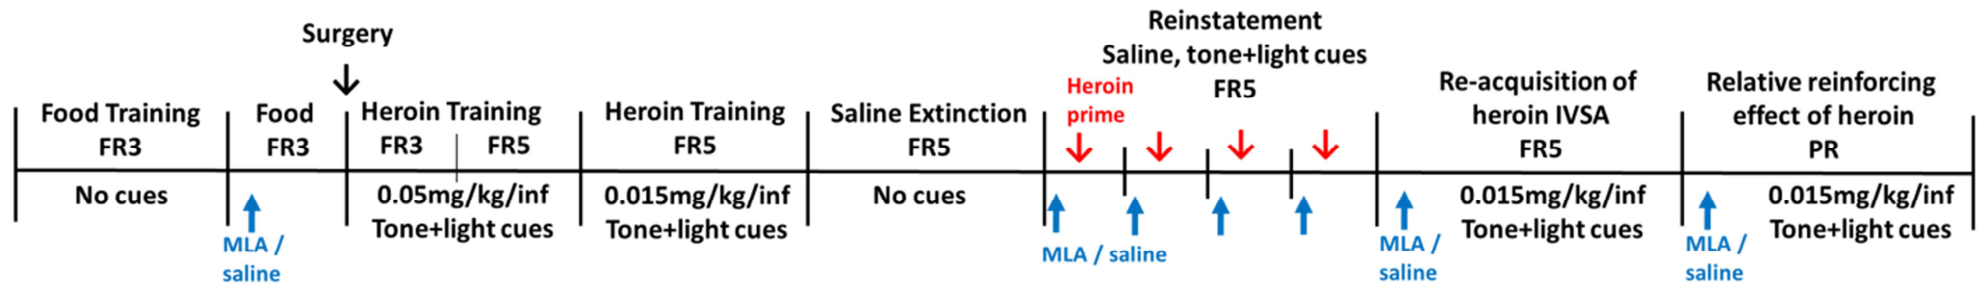 Surgery
Food Training
FR3
No cues
Food
FR3
MLA /
saline
Heroin Training
FR3 FR5
0.05mg/kg/inf
Tone+light cues
Heroin Training
FR5
0.015mg/kg/inf
Tone+light cues
Saline Extinction
FR5
No cues
Reinstatement
Saline, tone+light cues
FR5
Heroin
prime
MLA / saline
Re-acquisition of
heroin IVSA
FR5
MLA /
saline
0.015mg/kg/inf
Tone+light cues
Relative reinforcing
effect of heroin
PR
MLA /
saline
0.015mg/kg/inf
Tone+light cues